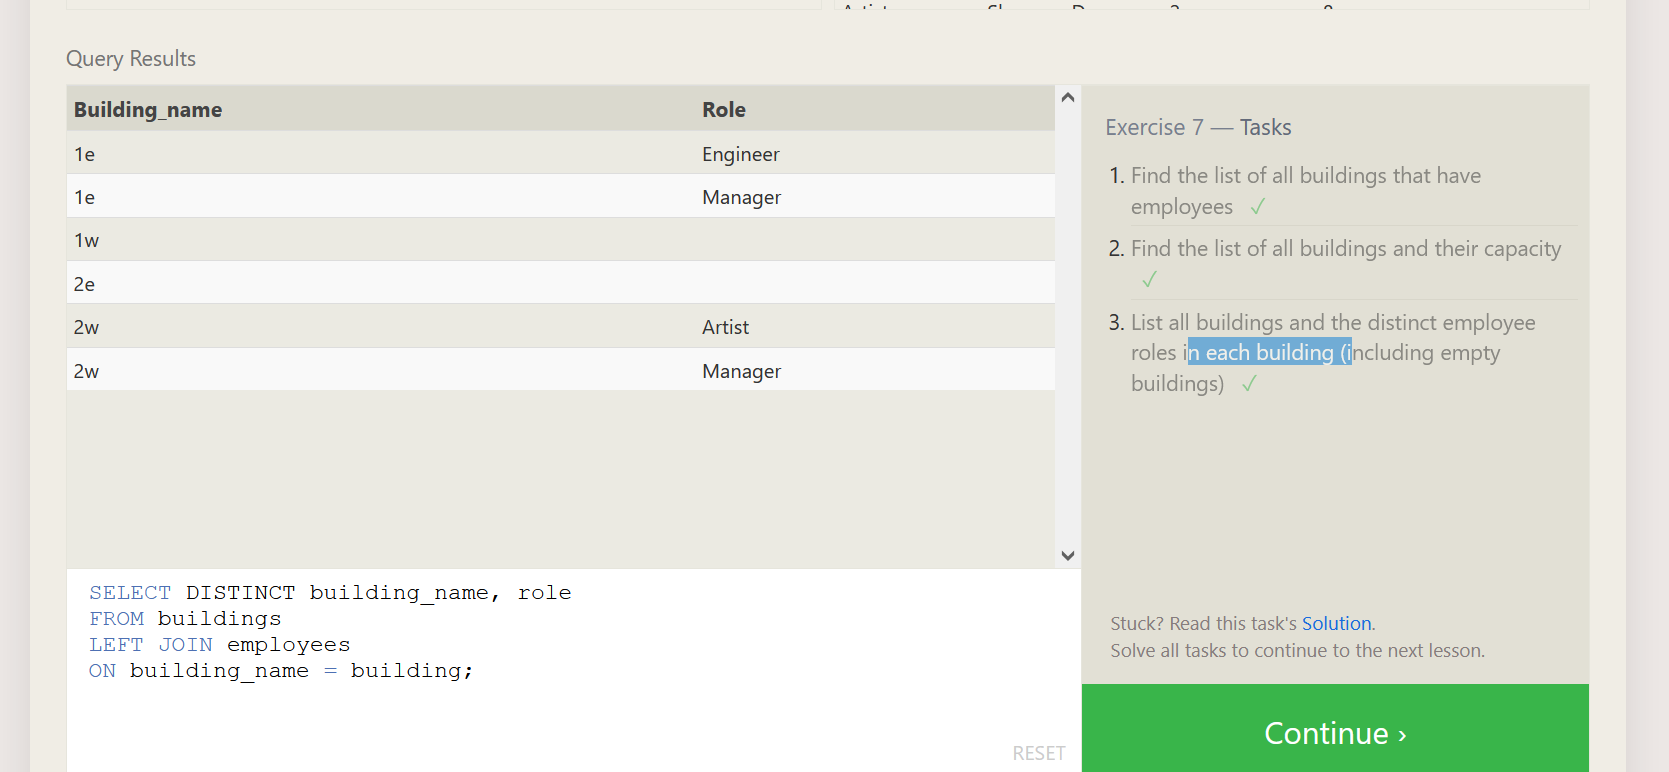 Query Results
Building_name Role
1e Engineer
1e Manager
1w
2e
2w Artist
2w Manager
SELECT DISTINCT building_name, role
FROM buildings
LEFT JOIN employees
ON building_name = building;
RESET
Exercise 7 — Tasks
1. Find the list of all buildings that have
employees ✓
2. Find the list of all buildings and their capacity
✓
3. List all buildings and the distinct employee
roles in each building (including empty
buildings) ✓
Stuck? Read this task's Solution.
Solve all tasks to continue to the next lesson.
Continue ›